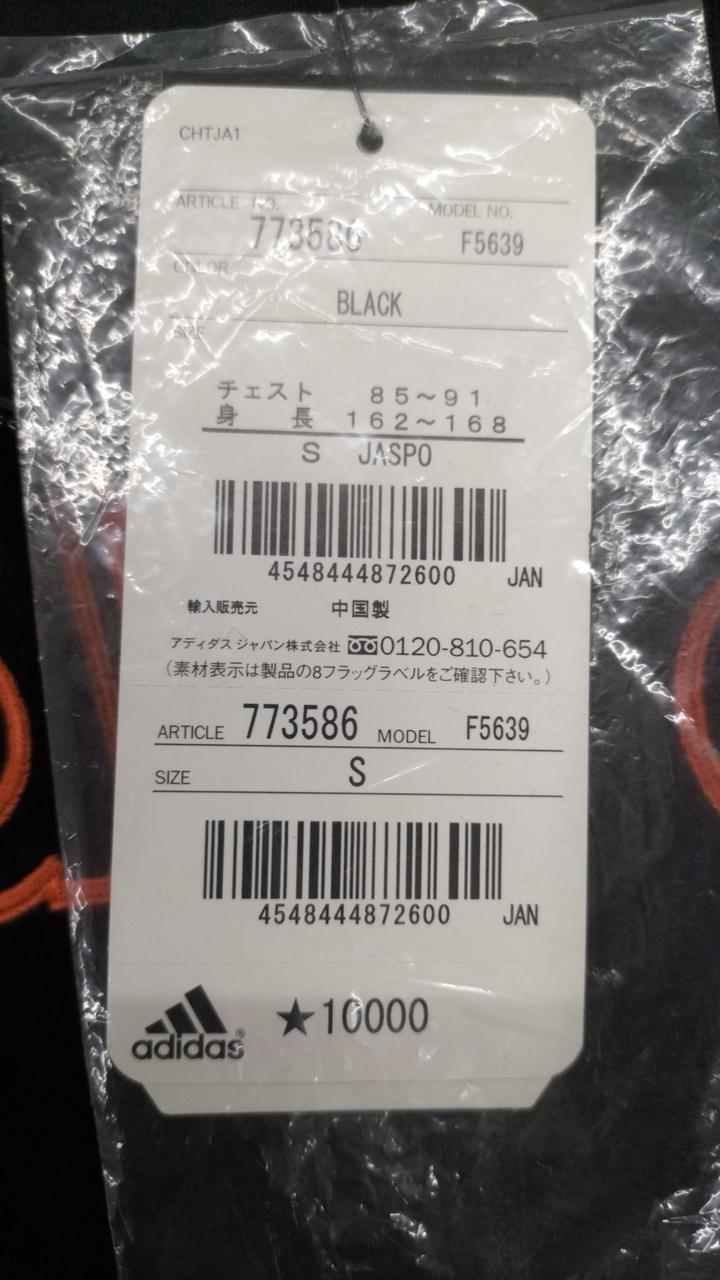 CHTJA1
ARTICLE NO. MODEL NO.
773586 F5639
COLOR
BLACK
SIZE
チェスト 85～91
身長 162～168
S JASPO
4548444872600 JAN
輸入販売元 中国製
アディダス ジャパン株式会社 0120-810-654
(素材表示は製品の8フラッグラベルをご確認下さい。)
ARTICLE 773586 MODEL F5639
SIZE S
4548444872600 JAN
adidas® ★10000